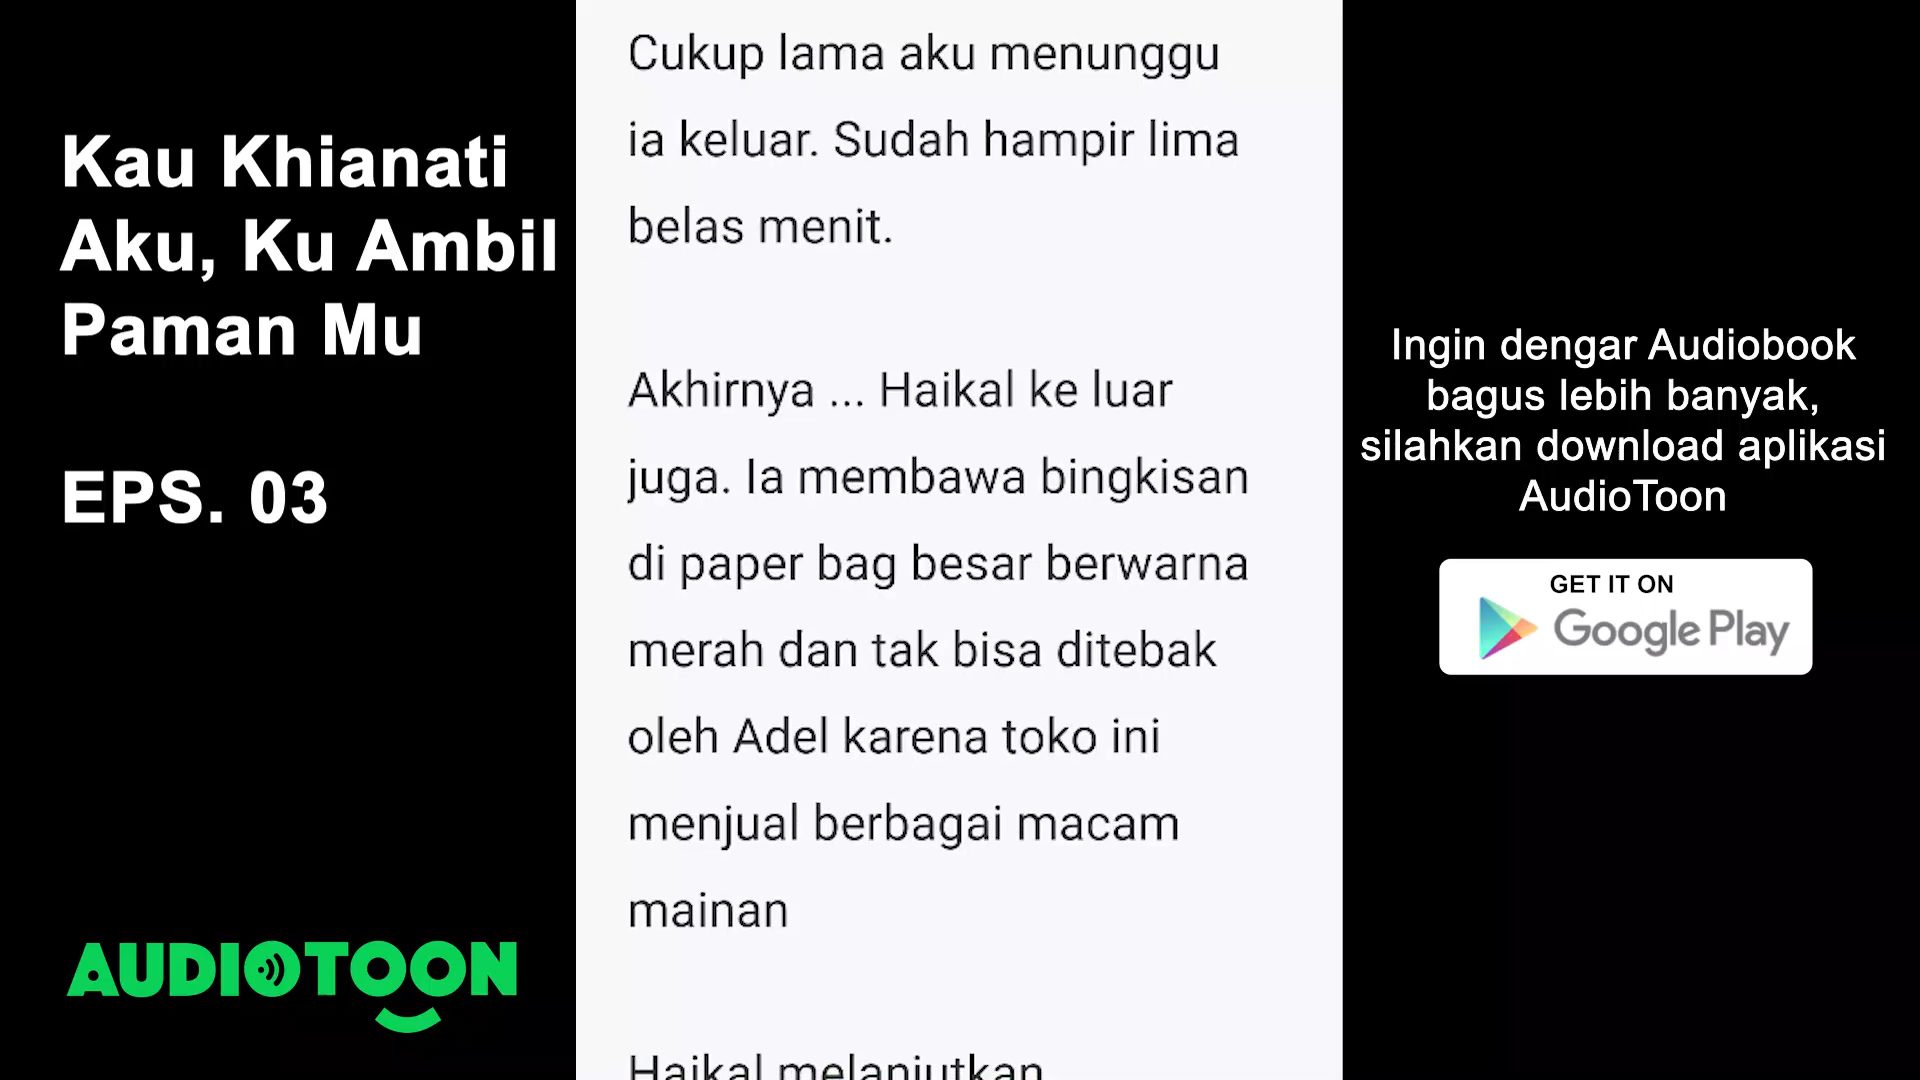 Kau Khianati
Aku, Ku Ambil
Paman Mu
EPS. 03
AUDIOTOON
Cukup lama aku menunggu
ia keluar. Sudah hampir lima
belas menit.
Akhirnya ... Haikal ke luar
juga. Ia membawa bingkisan
di paper bag besar berwarna
merah dan tak bisa ditebak
oleh Adel karena toko ini
menjual berbagai macam
mainan
Haikal melanjutkan
Ingin dengar Audiobook
bagus lebih banyak,
silahkan download aplikasi
AudioToon
GET IT ON
Google Play